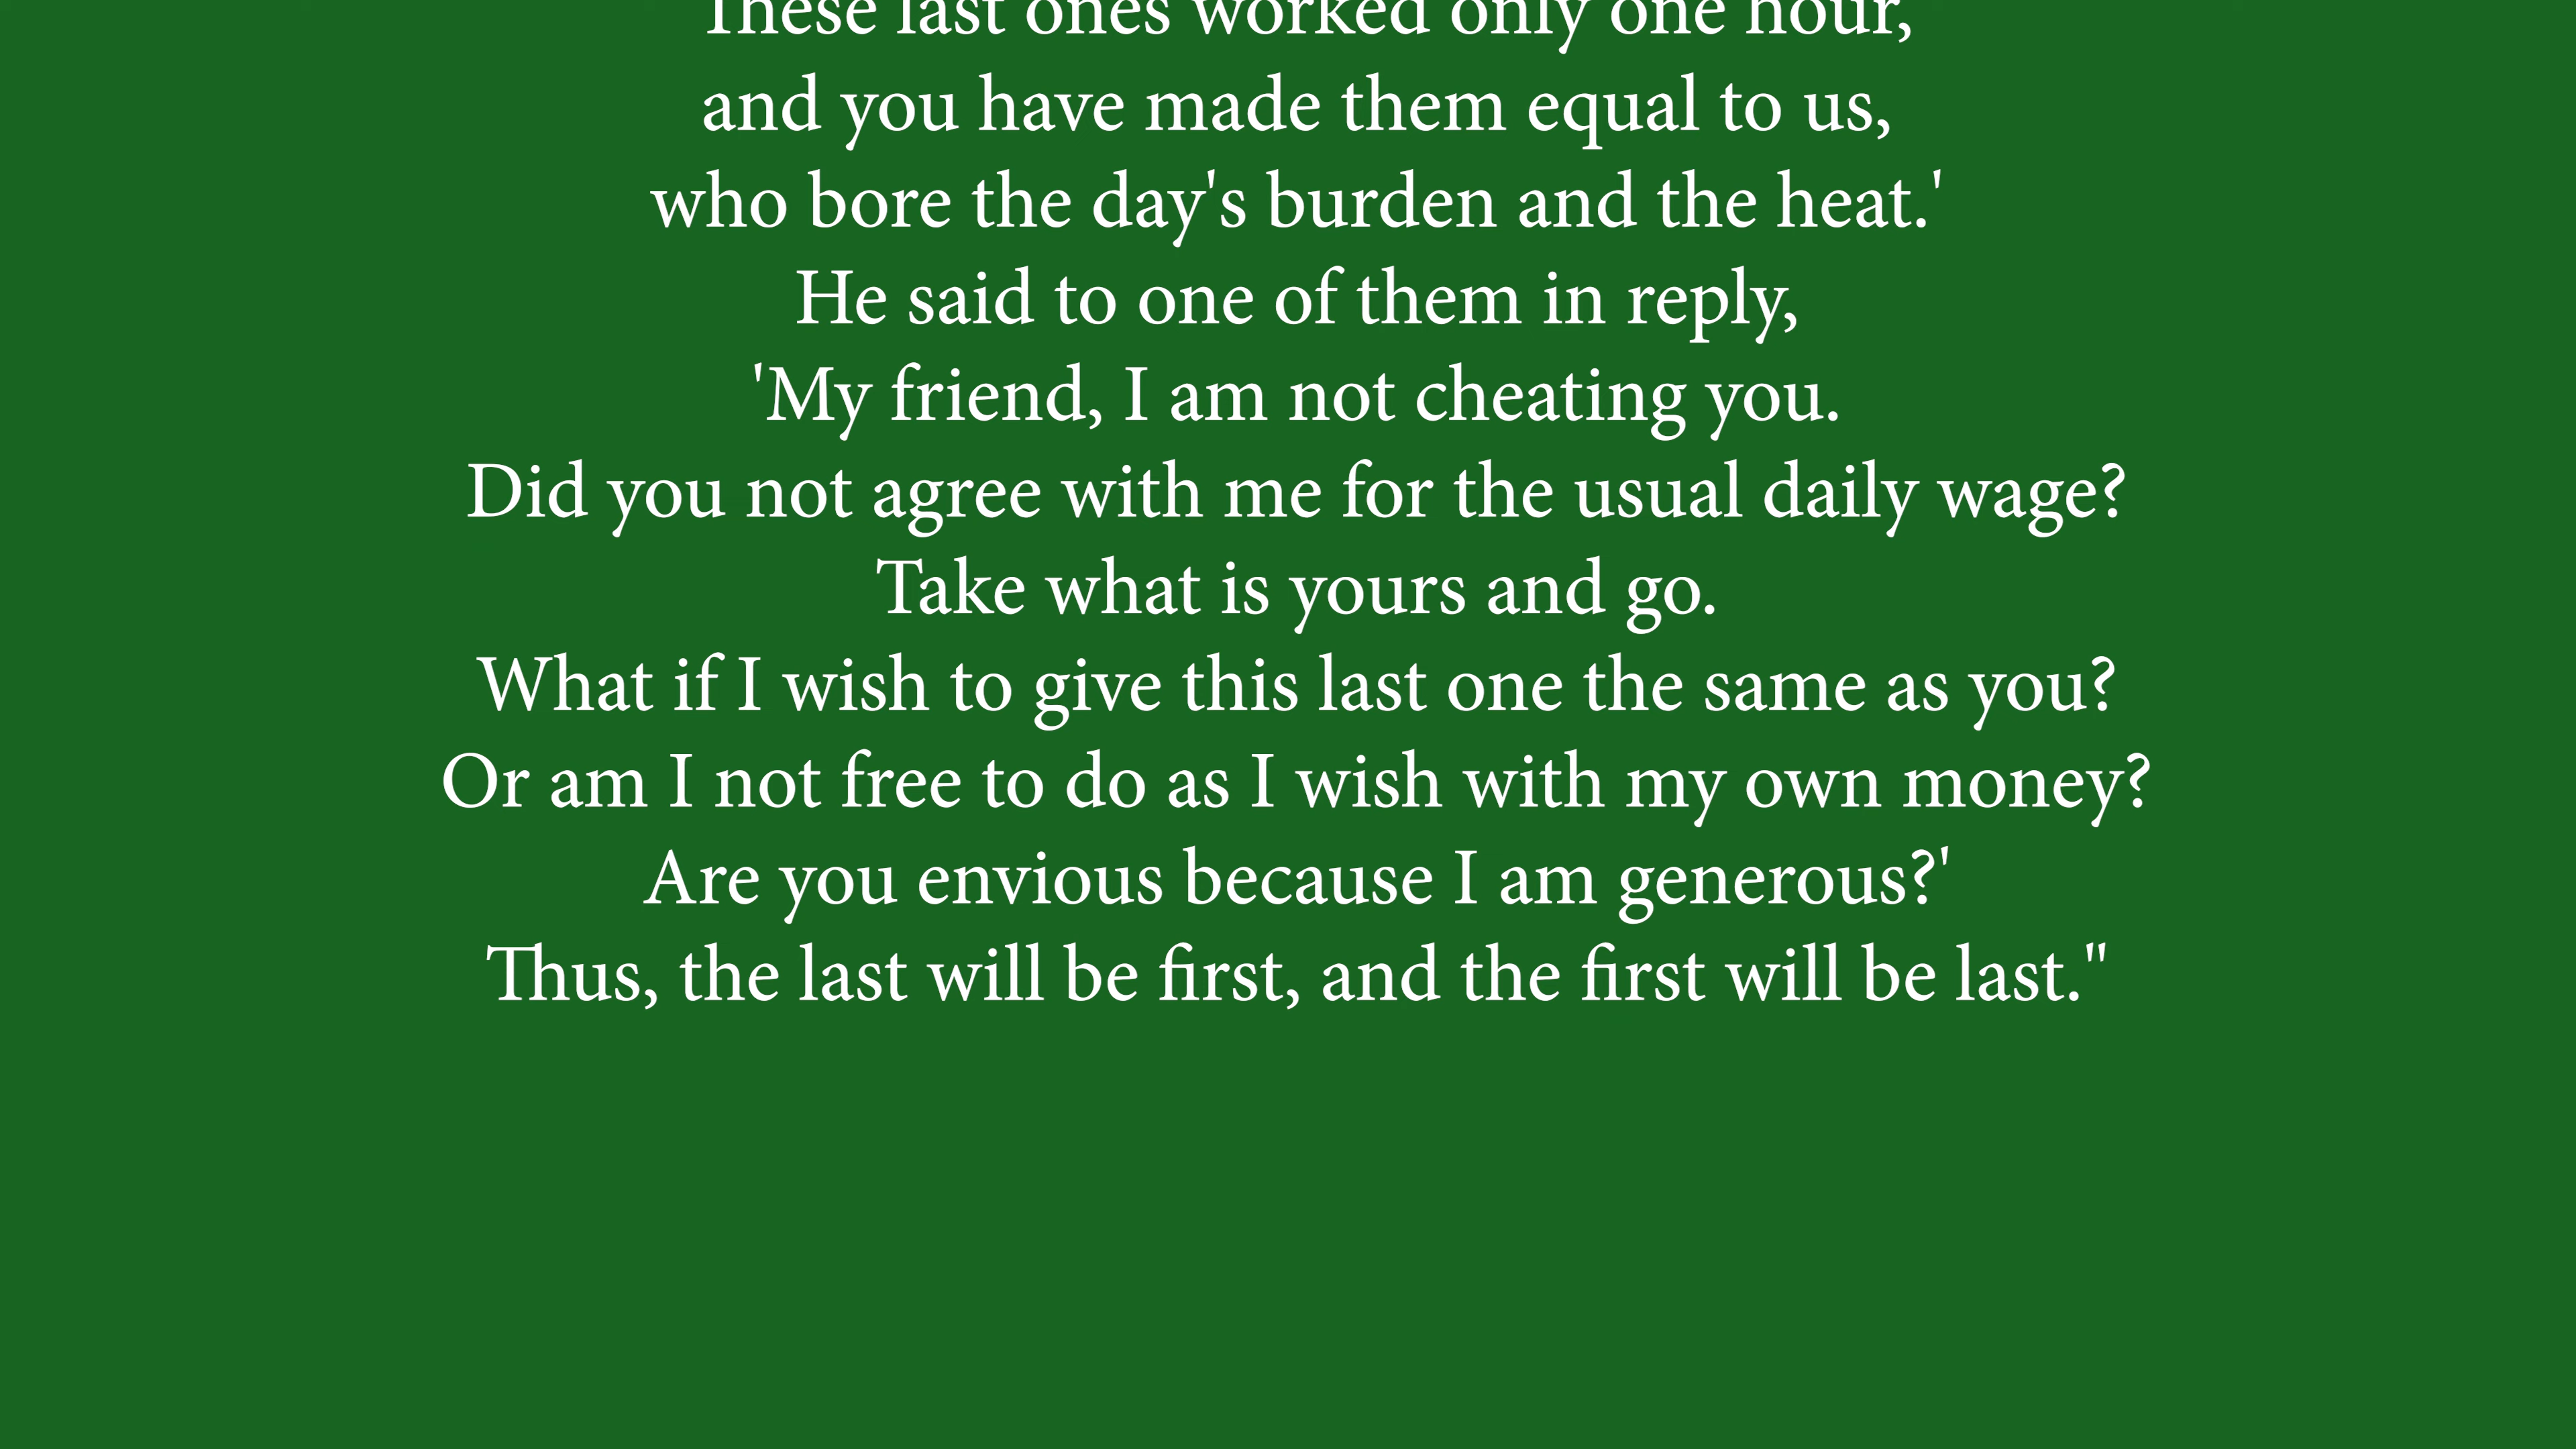 These last ones worked only one hour,
and you have made them equal to us,
who bore the day's burden and the heat.'
He said to one of them in reply,
'My friend, I am not cheating you.
Did you not agree with me for the usual daily wage?
Take what is yours and go.
What if I wish to give this last one the same as you?
Or am I not free to do as I wish with my own money?
Are you envious because I am generous?'
Thus, the last will be first, and the first will be last."